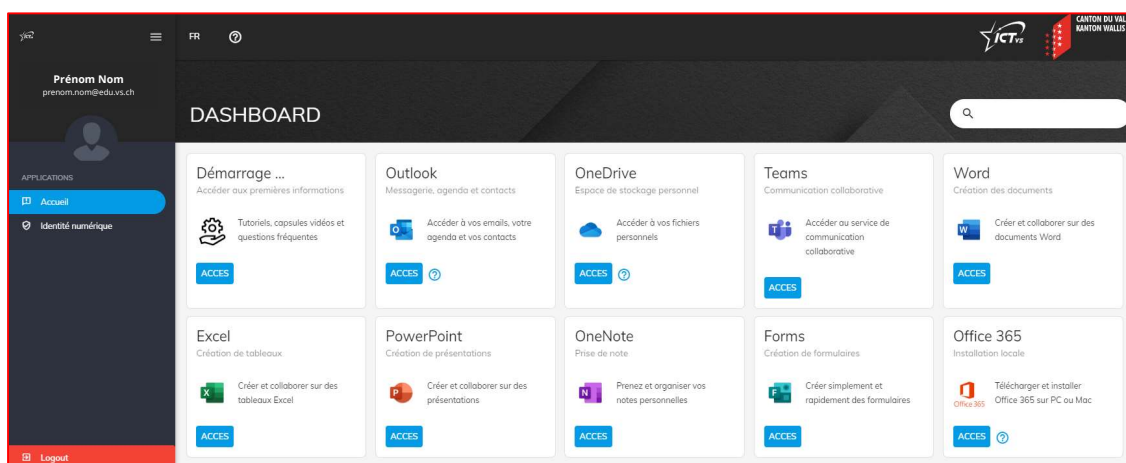 ICTvs
FR
ICTvs
CANTON DU VAL
KANTON WALLIS
Prénom Nom
prenom.nom@edu.vs.ch
DASHBOARD
APPLICATIONS
Accueil
Identité numérique
Logout
Démarrage ...
Accéder aux premières informations
Tutoriels, capsules vidéos et
questions fréquentes
ACCES
Outlook
Messagerie, agenda et contacts
Accéder à vos emails, votre
agenda et vos contacts
ACCES
OneDrive
Espace de stockage personnel
Accéder à vos fichiers
personnels
ACCES
Teams
Communication collaborative
Accéder au service de
communication
collaborative
ACCES
Word
Création des documents
Créer et collaborer sur des
documents Word
ACCES
Excel
Création de tableaux
Créer et collaborer sur des
tableaux Excel
ACCES
PowerPoint
Création de présentations
Créer et collaborer sur des
présentations
ACCES
OneNote
Prise de note
Prenez et organiser vos
notes personnelles
ACCES
Forms
Création de formulaires
Créer simplement et
rapidement des formulaires
ACCES
Office 365
Installation locale
Office 365
Télécharger et installer
Office 365 sur PC ou Mac
ACCES